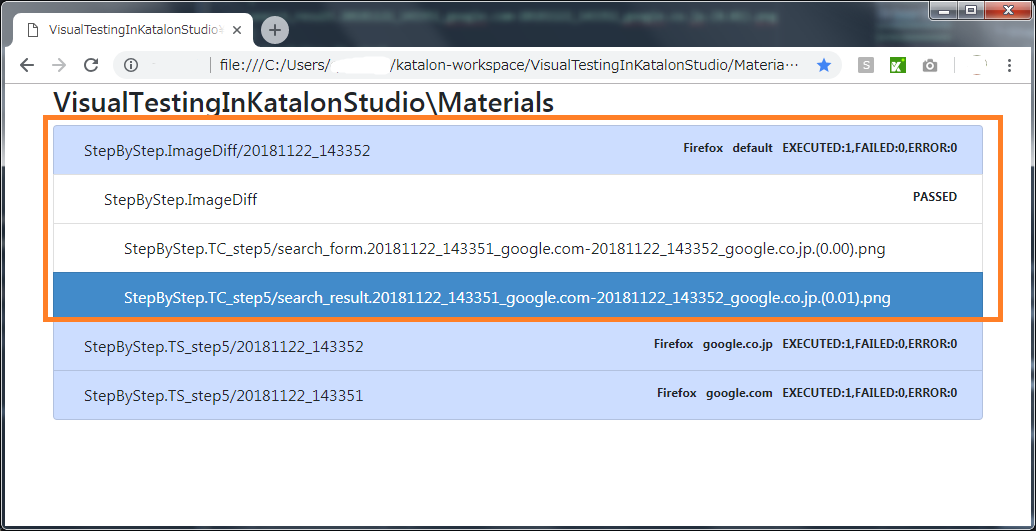 VisualTestingInKatalonStudio
file:///C:/Users/ /katalon-workspace/VisualTestingInKatalonStudio/Materia...
S
VisualTestingInKatalonStudio\Materials
StepByStep.ImageDiff/20181122_143352 Firefox default EXECUTED:1,FAILED:0,ERROR:0
StepByStep.ImageDiff PASSED
StepByStep.TC_step5/search_form.20181122_143351_google.com-20181122_143352_google.co.jp.(0.00).png
StepByStep.TC_step5/search_result.20181122_143351_google.com-20181122_143352_google.co.jp.(0.01).png
StepByStep.TS_step5/20181122_143352 Firefox google.co.jp EXECUTED:1,FAILED:0,ERROR:0
StepByStep.TS_step5/20181122_143351 Firefox google.com EXECUTED:1,FAILED:0,ERROR:0